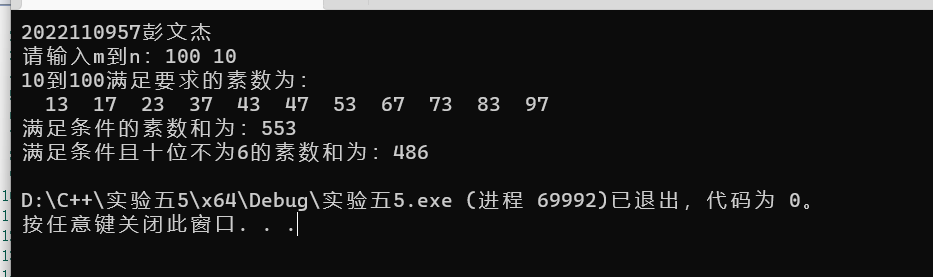 2022110957彭文杰
请输入m到n：100 10
10到100满足要求的素数为：
13 17 23 37 43 47 53 67 73 83 97
满足条件的素数和为：553
满足条件且十位不为6的素数和为：486
D:\C++\实验五5\x64\Debug\实验五5.exe (进程 69992)已退出，代码为 0。
按任意键关闭此窗口. . .